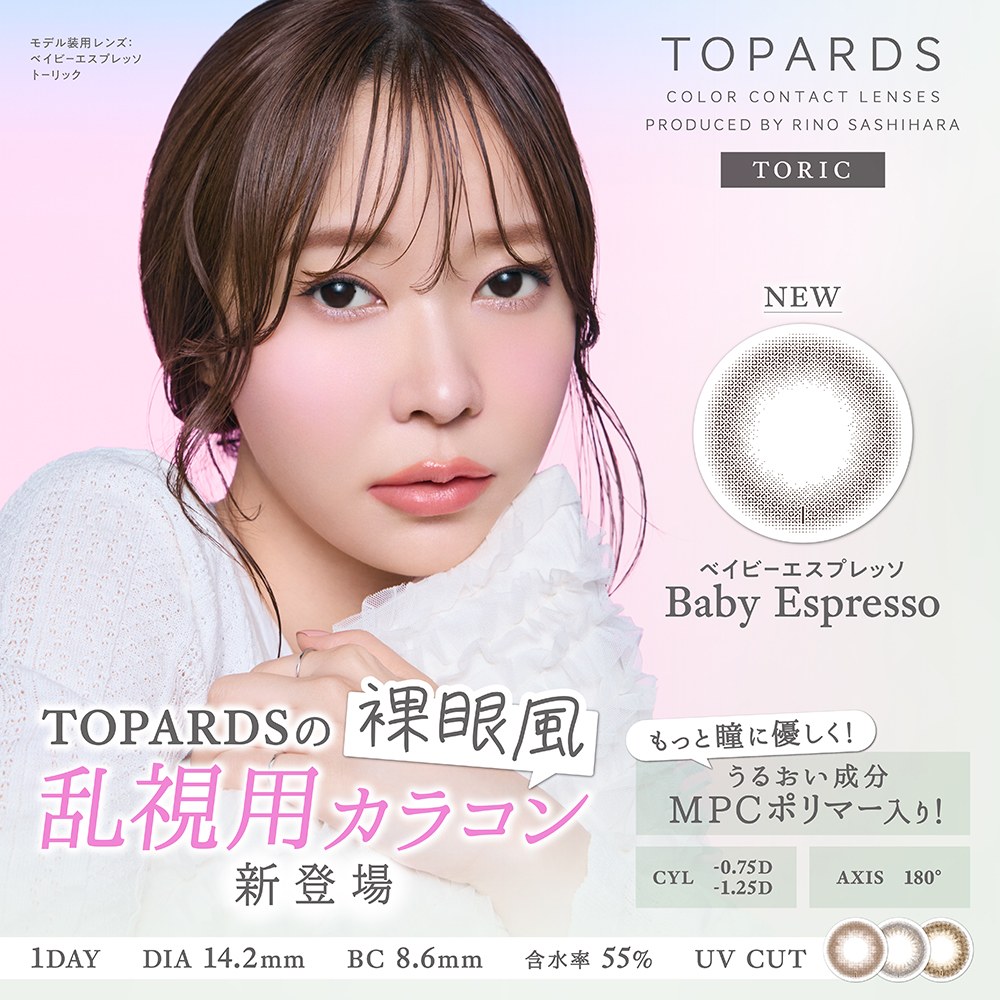 モデル装用レンズ:
ベイビーエスプレッソ
トーリック
TOPARDS
COLOR CONTACT LENSES
PRODUCED BY RINO SASHIHARA
TORIC
NEW
ベイビーエスプレッソ
Baby Espresso
TOPARDSの裸眼風
乱視用カラコン
新登場
もっと瞳に優しく!
うるおい成分
MPCポリマー入り!
CYL -0.75D
-1.25D
AXIS 180°
1DAY DIA 14.2mm BC 8.6mm 含水率 55% UV CUT